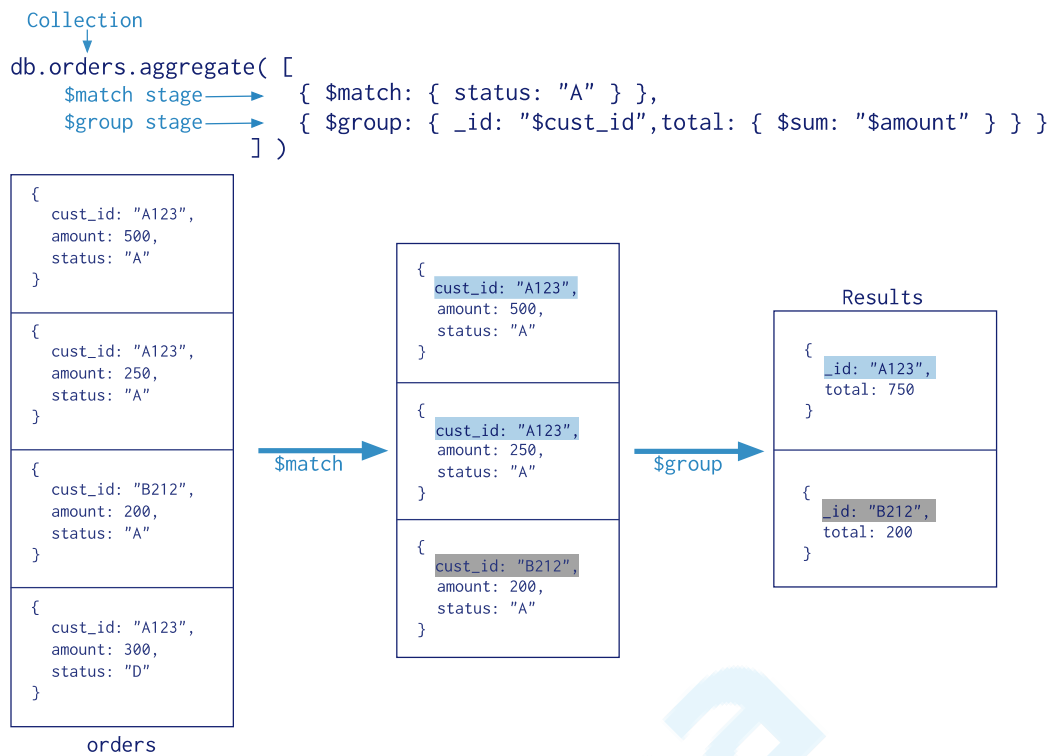 Collection
db.orders.aggregate( [
$match stage
{ $match: { status: "A" } },
$group stage
{ $group: { _id: "$cust_id",total: { $sum: "$amount" } } }
] )
{
cust_id: "A123",
amount: 500,
status: "A"
}
{
cust_id: "A123",
amount: 250,
status: "A"
}
{
cust_id: "B212",
amount: 200,
status: "A"
}
{
cust_id: "A123",
amount: 300,
status: "D"
}
orders
$match
{
cust_id: "A123",
amount: 500,
status: "A"
}
{
cust_id: "A123",
amount: 250,
status: "A"
}
{
cust_id: "B212",
amount: 200,
status: "A"
}
$group
Results
{
_id: "A123",
total: 750
}
{
_id: "B212",
total: 200
}